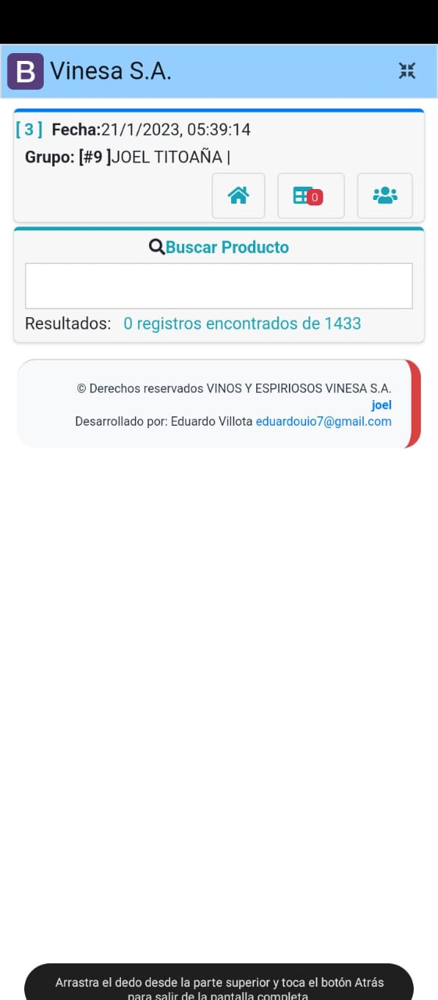 B Vinesa S.A.
[ 3 ] Fecha:21/1/2023, 05:39:14
Grupo: [#9 ]JOEL TITOAÑA |
0
Buscar Producto
Resultados: 0 registros encontrados de 1433
© Derechos reservados VINOS Y ESPIRIOSOS VINESA S.A.
joel
Desarrollado por: Eduardo Villota eduardouio7@gmail.com
Arrastra el dedo desde la parte superior y toca el botón Atrás
para salir de la pantalla completa